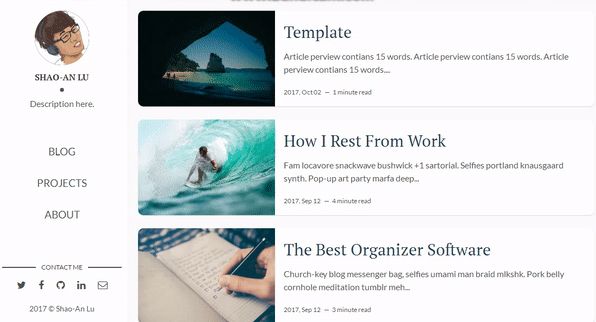 SHAO-AN LU
Description here.
BLOG
PROJECTS
ABOUT
CONTACT ME
2017 © Shao-An Lu
Template
Article perview contians 15 words. Article perview contians 15 words. Article
perview contians 15 words....
2017, Oct 02 — 1 minute read
How I Rest From Work
Fam locavore snackwave bushwick +1 sartorial. Selfies portland knausgaard
synth. Pop-up art party marfa deep...
2017, Sep 12 — 4 minute read
The Best Organizer Software
Church-key blog messenger bag, selfies umami man braid mlkshk. Pork belly
cornhole meditation tumblr meh...
2017, Sep 12 — 3 minute read